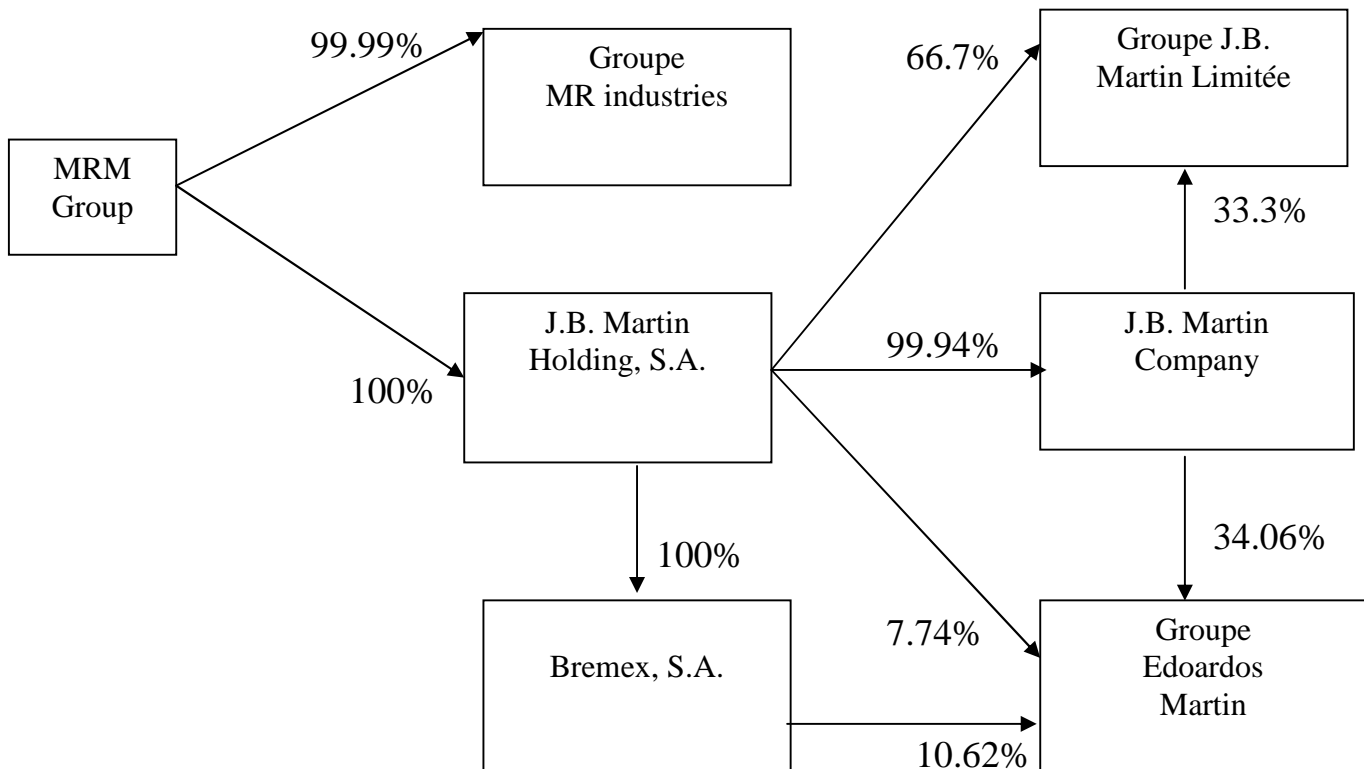 99.99%
Groupe
MR industries
66.7%
Groupe J.B.
Martin Limitée
MRM
Group
33.3%
J.B. Martin
Holding, S.A.
99.94%
J.B. Martin
Company
100%
100%
34.06%
Bremex, S.A.
7.74%
Groupe
Edoardos
Martin
10.62%